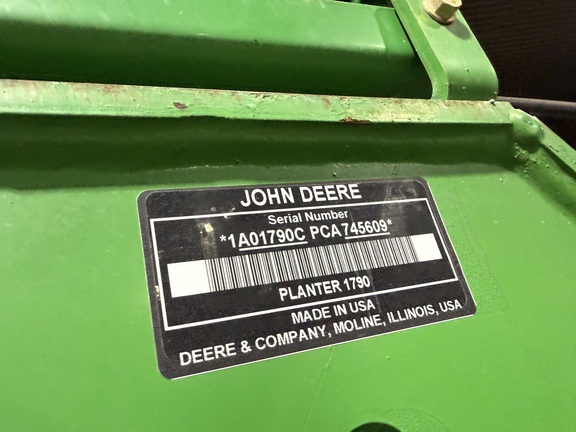 JOHN DEERE
Serial Number
*1A01790C PCA745609*
PLANTER 1790
MADE IN USA
DEERE & COMPANY, MOLINE, ILLINOIS, USA